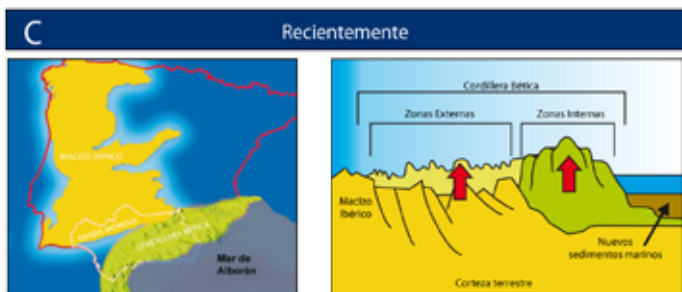 C
Recientemente
MACIZO IBÉRICO
SIERRA MORENA
CORDILLERA BÉTICA
Mar de
Alborán
Cordillera Bética
Zonas Externas
Zonas Internas
Macizo
Ibérico
Nuevos
sedimentos marinos
Corteza terrestre